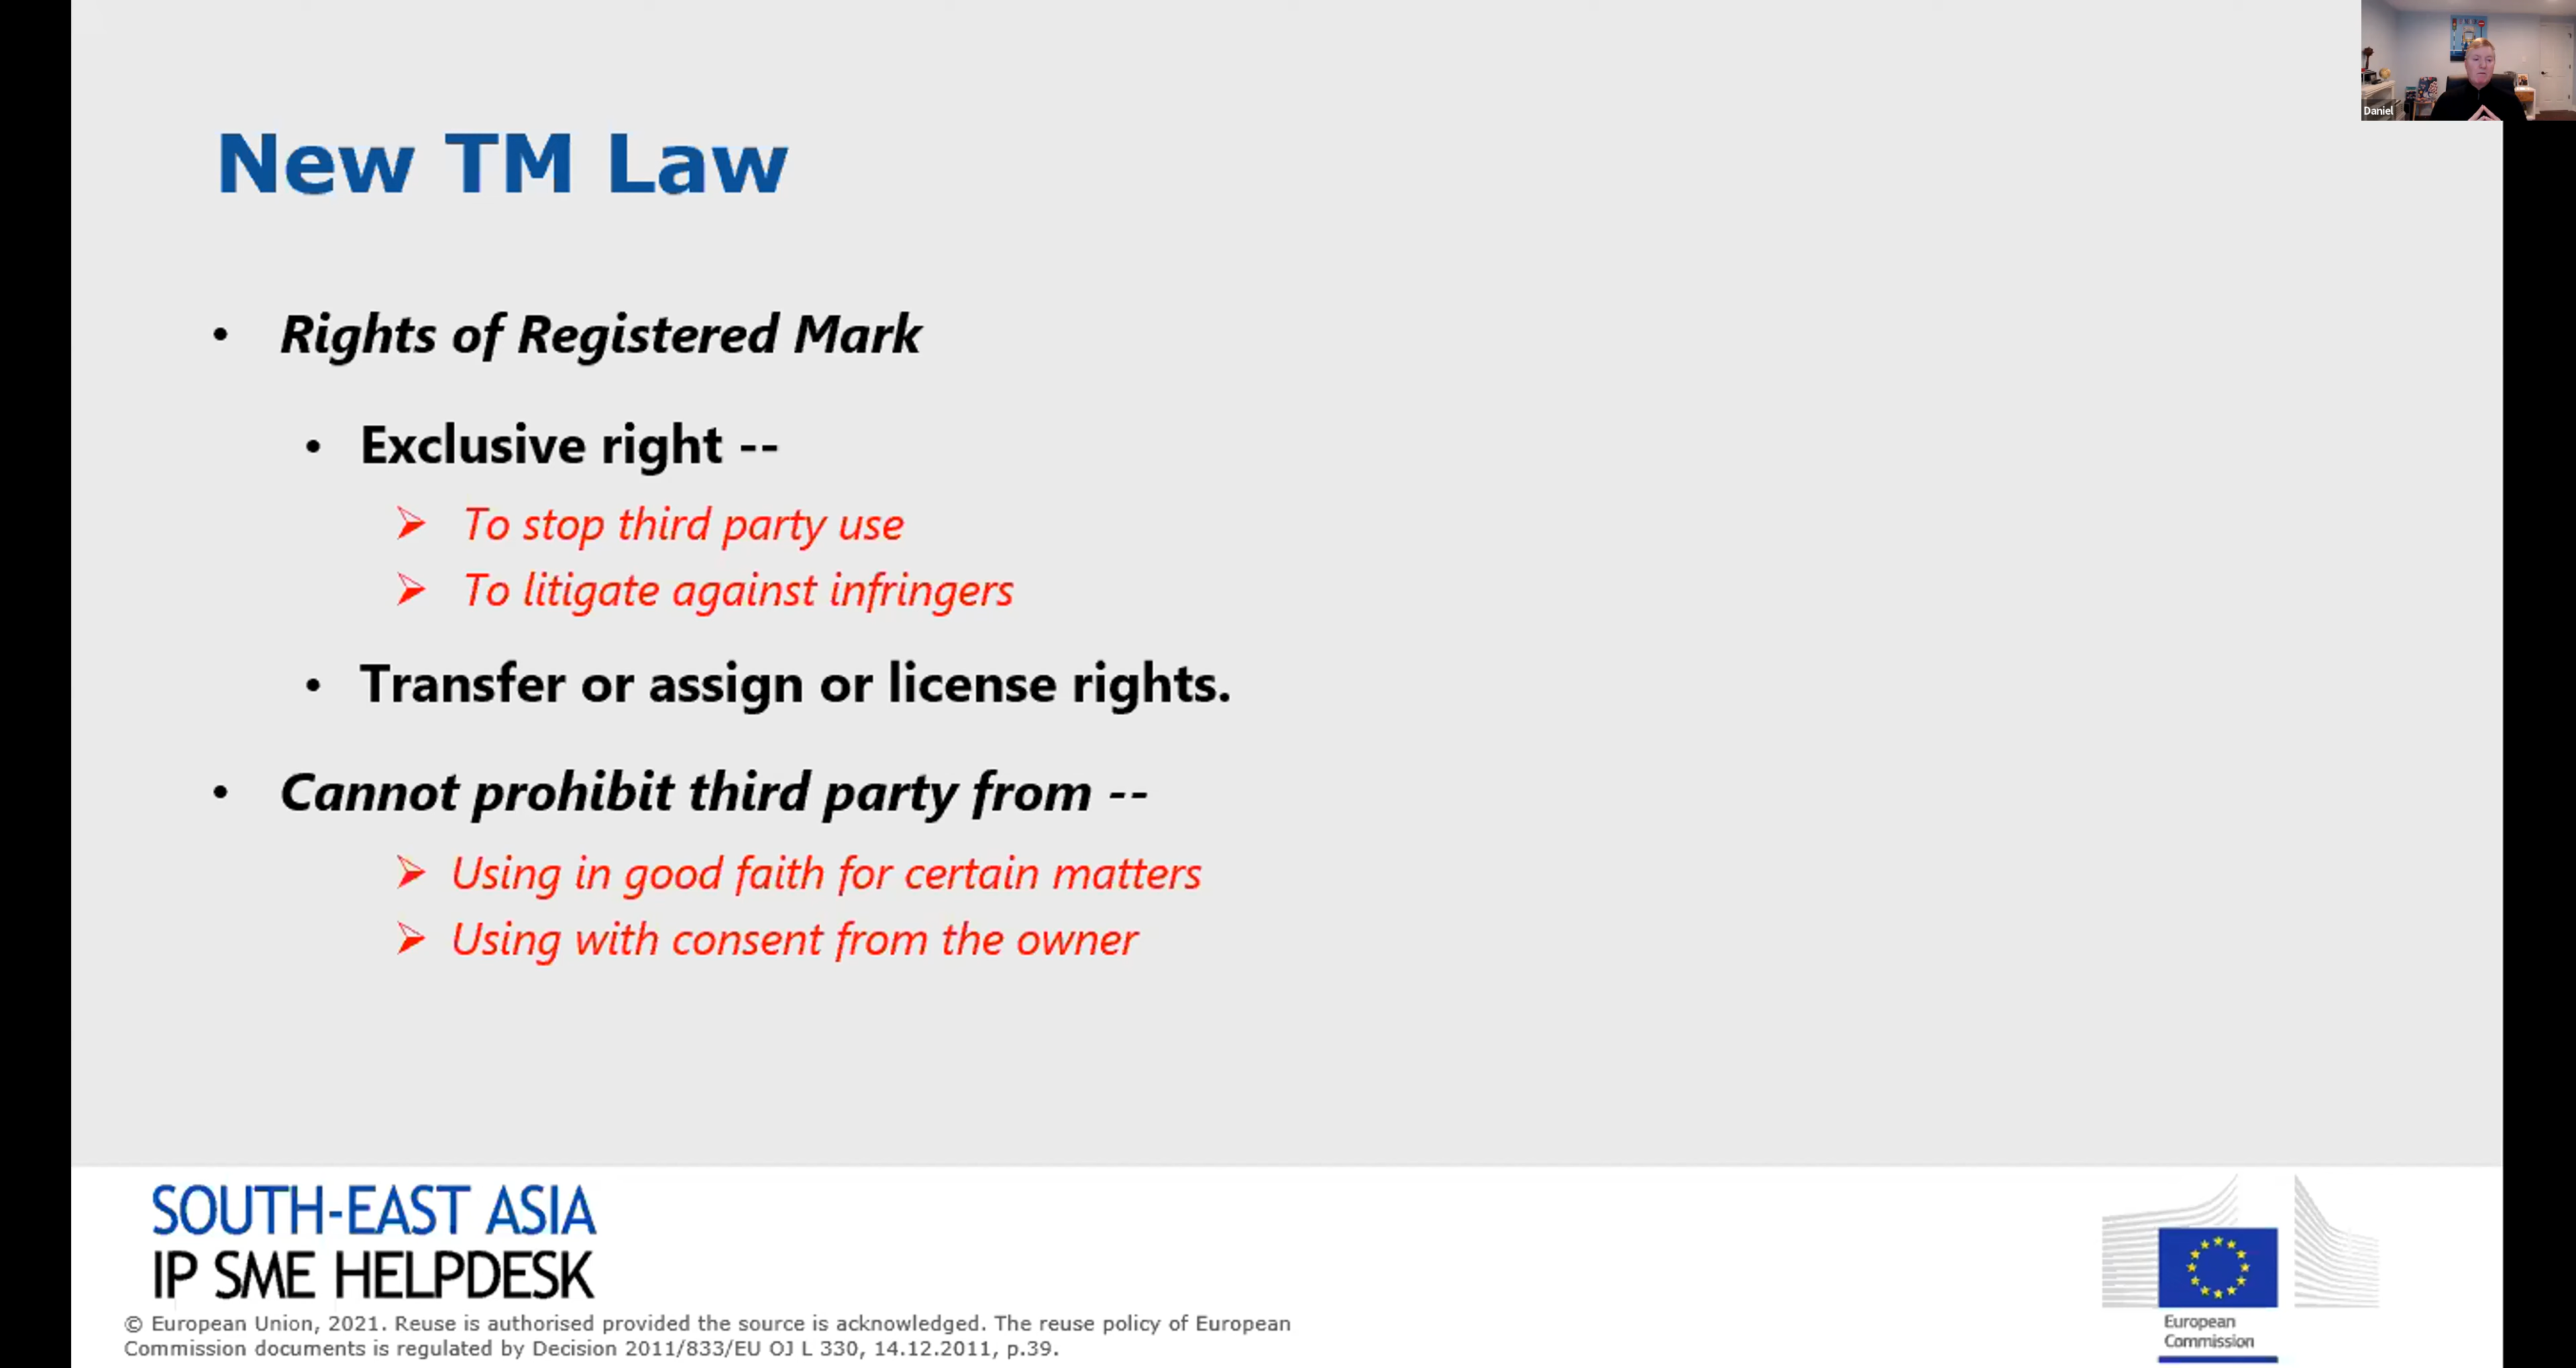 Daniel
New TM Law
• Rights of Registered Mark
• Exclusive right --
➢ To stop third party use
➢ To litigate against infringers
• Transfer or assign or license rights.
• Cannot prohibit third party from --
➢ Using in good faith for certain matters
➢ Using with consent from the owner
SOUTH-EAST ASIA
IP SME HELPDESK
© European Union, 2021. Reuse is authorised provided the source is acknowledged. The reuse policy of European
Commission documents is regulated by Decision 2011/833/EU OJ L 330, 14.12.2011, p.39.
European
Commission